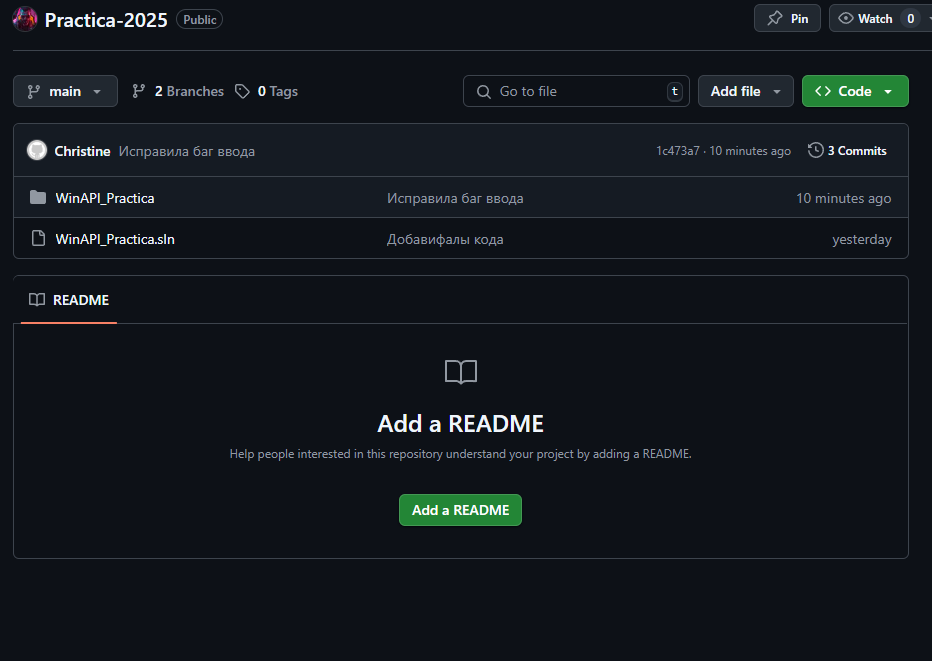 Practica-2025 Public Pin Watch 0
main 2 Branches 0 Tags Go to file t Add file Code
Christine Исправила баг ввода 1c473a7 · 10 minutes ago 3 Commits
WinAPI_Practica Исправила баг ввода 10 minutes ago
WinAPI_Practica.sln Добавифалы кода yesterday
README
Add a README
Help people interested in this repository understand your project by adding a README.
Add a README